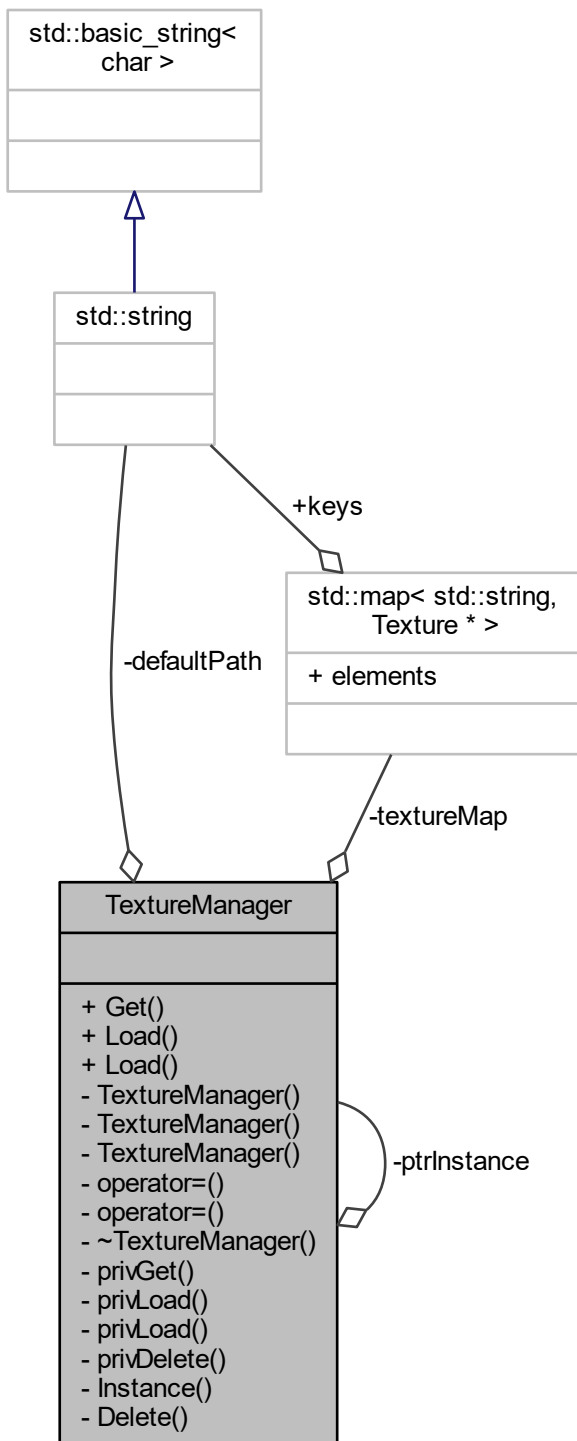 std::basic_string<
char >
std::string
+keys
std::map< std::string,
Texture * >
+ elements
-defaultPath
-textureMap
TextureManager
+ Get()
+ Load()
+ Load()
- TextureManager()
- TextureManager()
- TextureManager()
- operator=()
- operator=()
- ~TextureManager()
- privGet()
- privLoad()
- privLoad()
- privDelete()
- Instance()
- Delete()
-ptrInstance